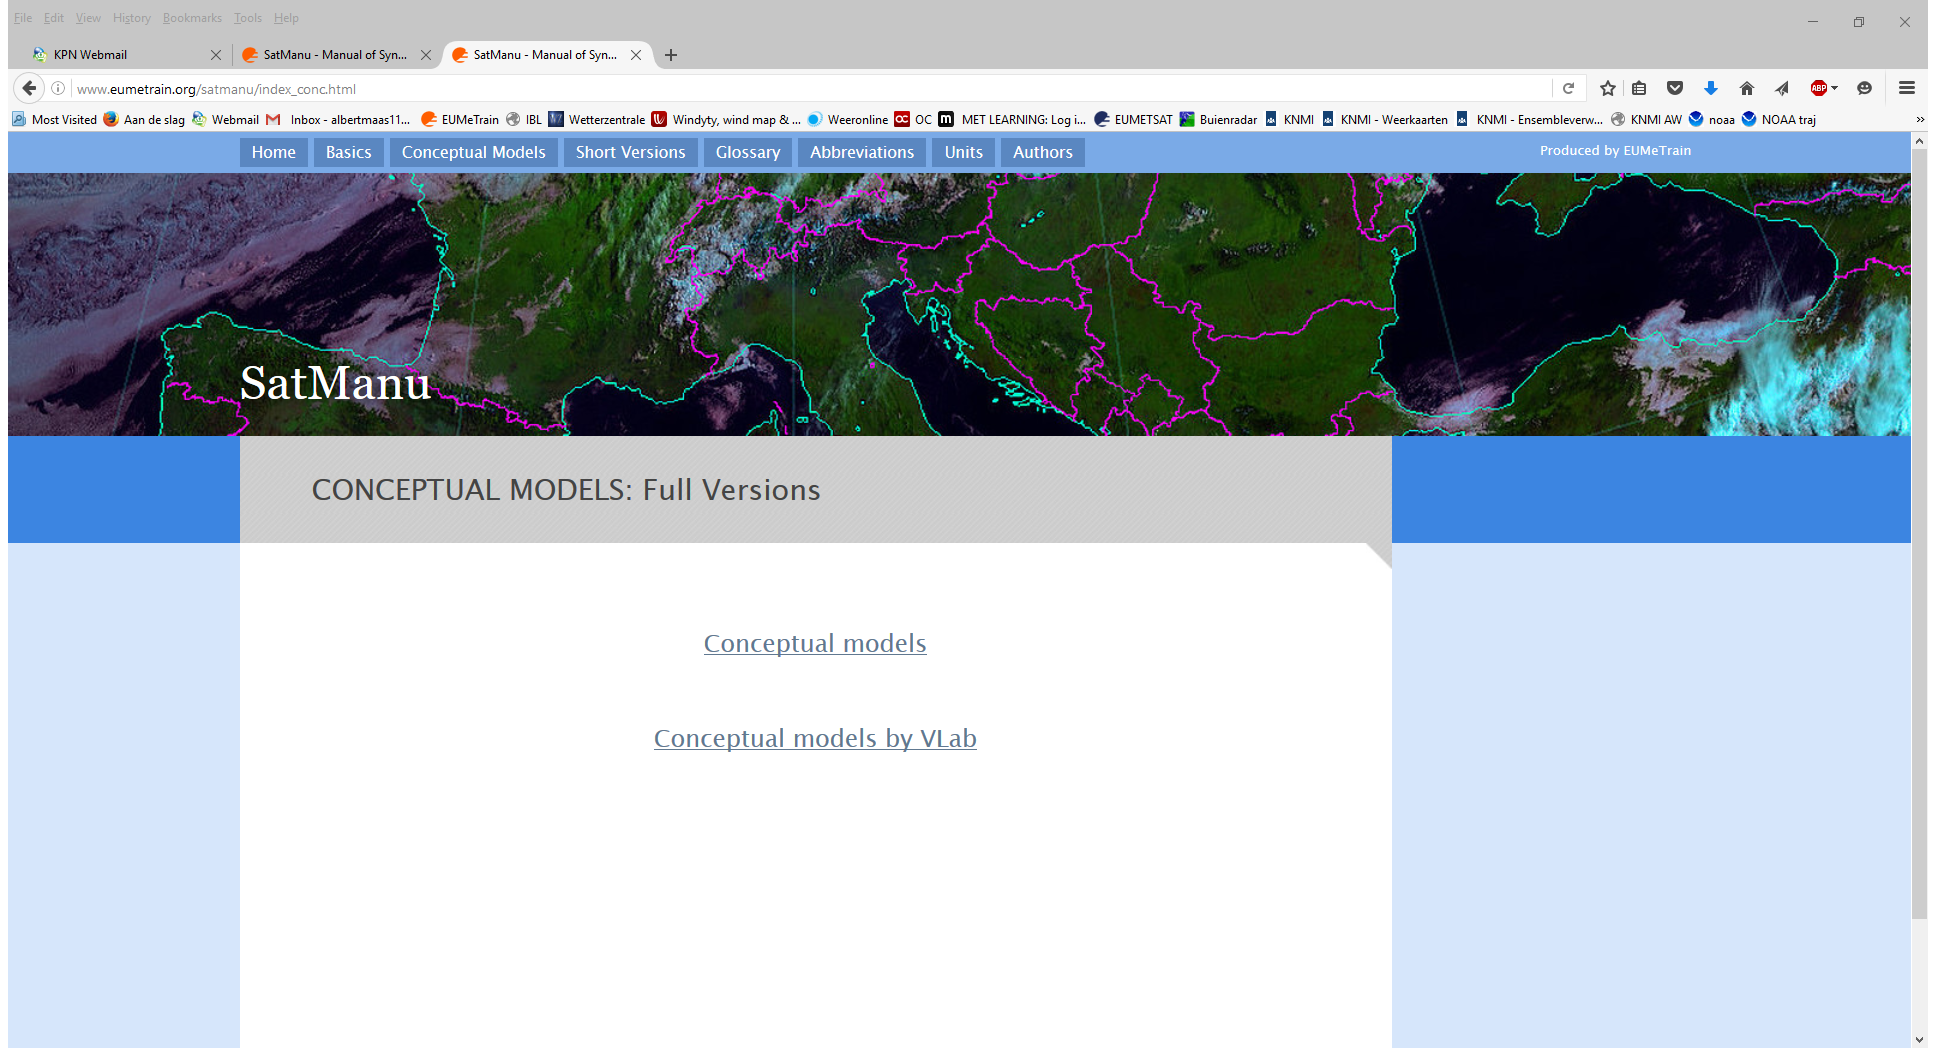 File Edit View History Bookmarks Tools Help
KPN Webmail SatManu - Manual of Syn... SatManu - Manual of Syn...
www.eumetrain.org/satmanu/index_conc.html ABP
Most Visited Aan de slag Webmail Inbox - albertmaas11... EUMeTrain IBL Wetterzentrale Windyty, wind map & ... Weeronline OC OC m MET LEARNING: Log i... EUMETSAT Buienradar KNMI KNMI - Weerkaarten KNMI - Ensembleverw... KNMI AW noaa NOAA traj
Home Basics Conceptual Models Short Versions Glossary Abbreviations Units Authors Produced by EUMeTrain
SatManu
CONCEPTUAL MODELS: Full Versions
Conceptual models
Conceptual models by VLab